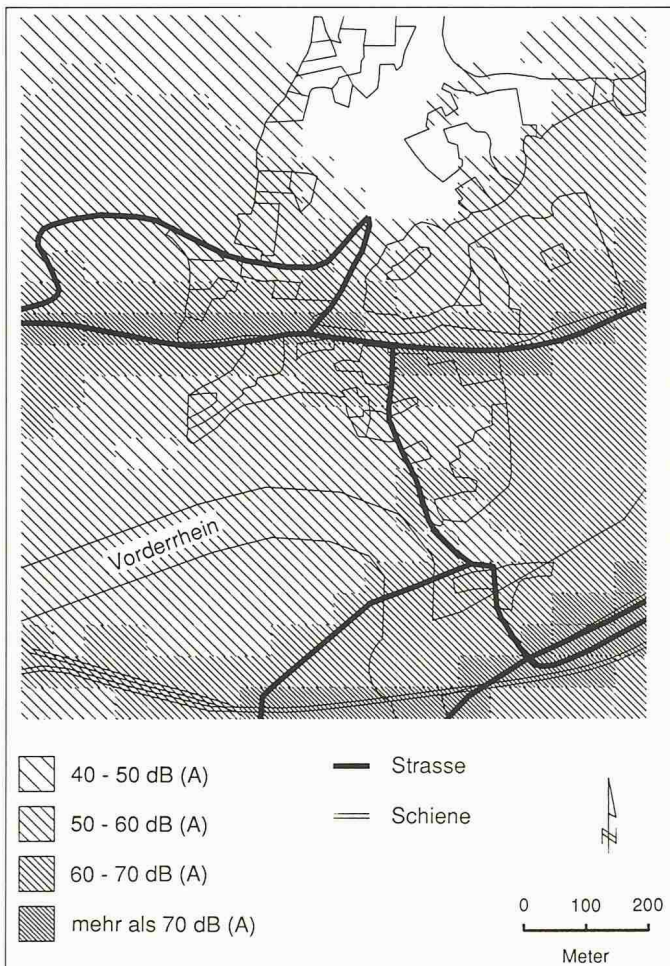 Vorderrhein
40 - 50 dB (A)
50 - 60 dB (A)
60 - 70 dB (A)
mehr als 70 dB (A)
Strasse
Schiene
N
0 100 200
Meter